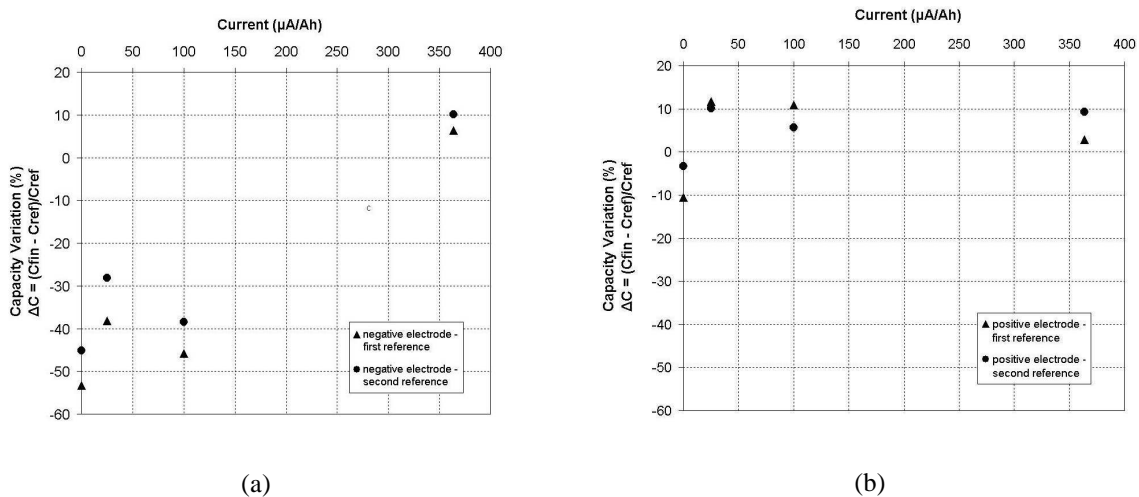 Current (µA/Ah)
0 50 100 150 200 250 300 350 400
20
10
0
-10
-20
-30
-40
-50
-60
Capacity Variation (%)
ΔC = (Cfin - Cref)/Cref
c
negative electrode -
first reference
negative electrode -
second reference
(a)
Current (µA/Ah)
0 50 100 150 200 250 300 350 400
20
10
0
-10
-20
-30
-40
-50
-60
Capacity Variation (%)
ΔC = (Cfin - Cref)/Cref
positive electrode -
first reference
positive electrode -
second reference
(b)